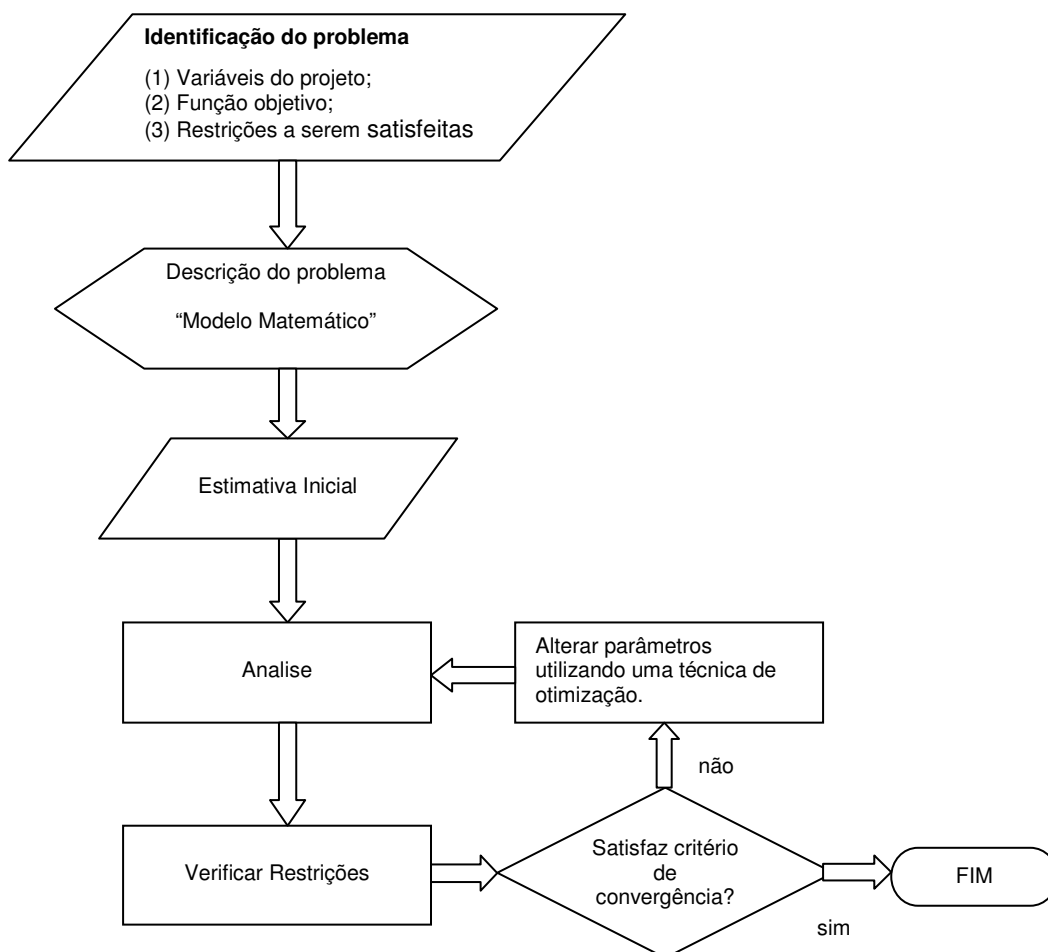 Identificação do problema
(1) Variáveis do projeto;
(2) Função objetivo;
(3) Restrições a serem satisfeitas
Descrição do problema
“Modelo Matemático”
Estimativa Inicial
Analise
Alterar parâmetros
utilizando uma técnica de
otimização.
não
Verificar Restrições
Satisfaz critério
de
convergência?
FIM
sim